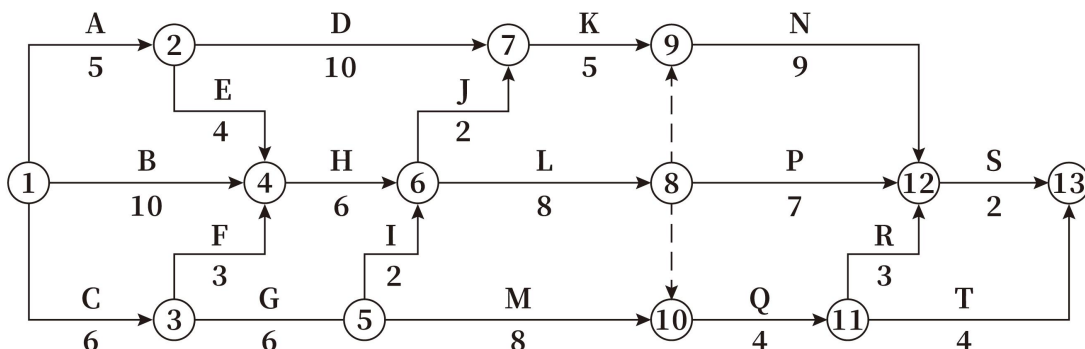 A D K N
2 7 9
5 10 5 9
E J
4 2
B H L P S
1 4 6 8 12 13
10 6 8 7 2
F I R
3 2 3
C G M Q T
3 5 10 11
6 6 8 4 4